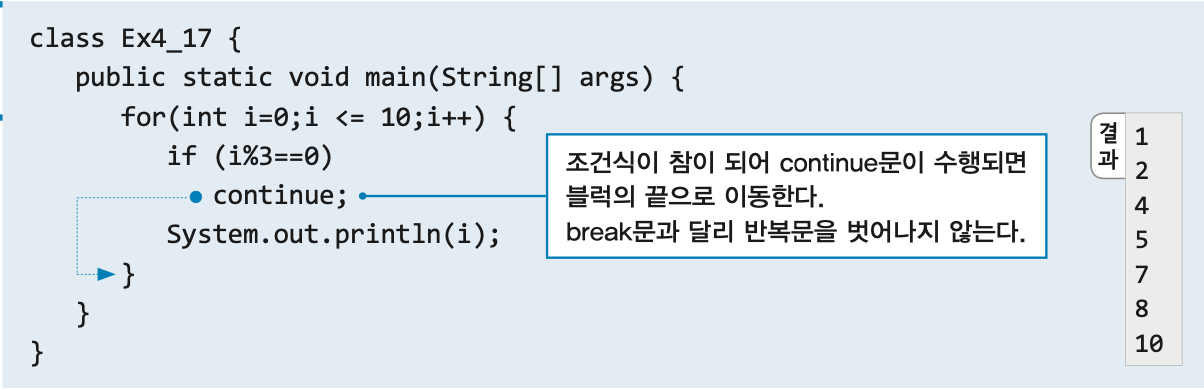 class Ex4_17 {
public static void main(String[] args) {
for(int i=0;i <= 10;i++) {
if (i%3==0)
continue;
System.out.println(i);
}
}
}
조건식이 참이 되어 continue문이 수행되면
블럭의 끝으로 이동한다.
break문과 달리 반복문을 벗어나지 않는다.
결
과
1
2
4
5
7
8
10